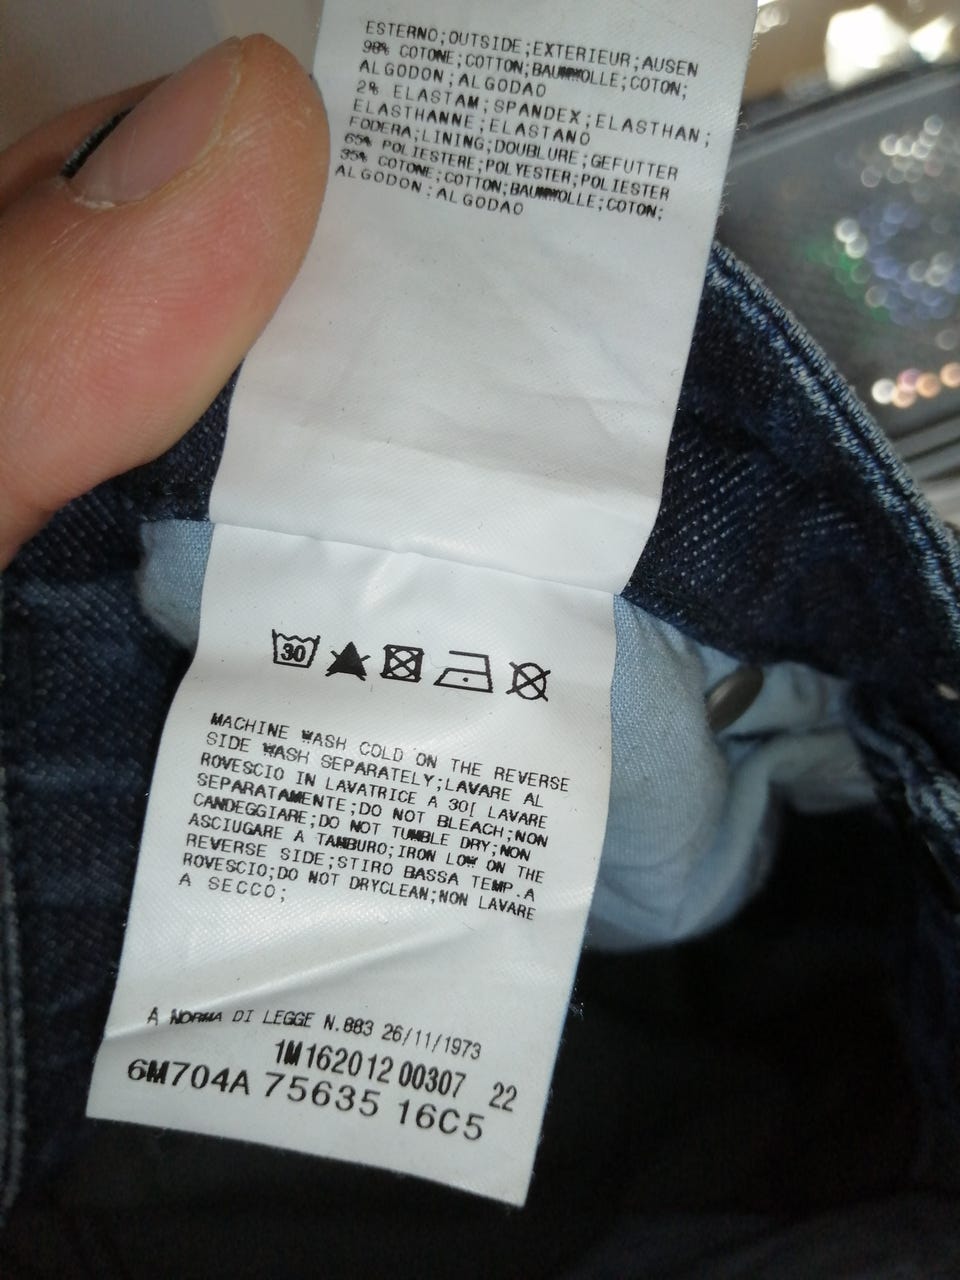 ESTERNO;OUTSIDE;EXTERIEUR;AUSEN
98% COTONE;COTTON;BAUMWOLLE;COTON;
ALGODON;ALGODAO
2% ELASTAM;SPANDEX;ELASTHAN;
ELASTHANNE;ELASTANO
FODERA;LINING;DOUBLURE;GEFUTTER
65% POLIESTERE;POLYESTER;POLIESTER
35% COTONE;COTTON;BAUMWOLLE;COTON;
ALGODON;ALGODAO
30
MACHINE WASH COLD ON THE REVERSE
SIDE WASH SEPARATELY;LAVARE AL
ROVESCIO IN LAVATRICE A 30[ LAVARE
SEPARATAMENTE;DO NOT BLEACH;NON
CANDEGGIARE;DO NOT TUMBLE DRY;NON
ASCIUGARE A TAMBURO;IRON LOW ON THE
REVERSE SIDE;STIRO BASSA TEMP.A
ROVESCIO;DO NOT DRYCLEAN;NON LAVARE
A SECCO;
A NORMA DI LEGGE N.883 26/11/1973
1M162012 00307 22
6M704A 75635 16C5